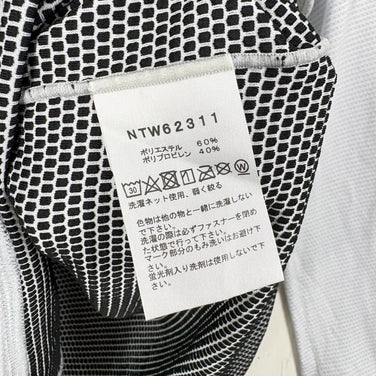 NTW62311
ポリエステル 60%
ポリプロピレン 40%
30 W
洗濯ネット使用、弱く絞る
色物は他の物と一緒に洗濯しない
で下さい。
洗濯の際は必ずファスナーを閉め
た状態で行って下さい。
マーク部分のもみ洗いはお避け下
さい。
蛍光剤入り洗剤は使用しないで下
さい。